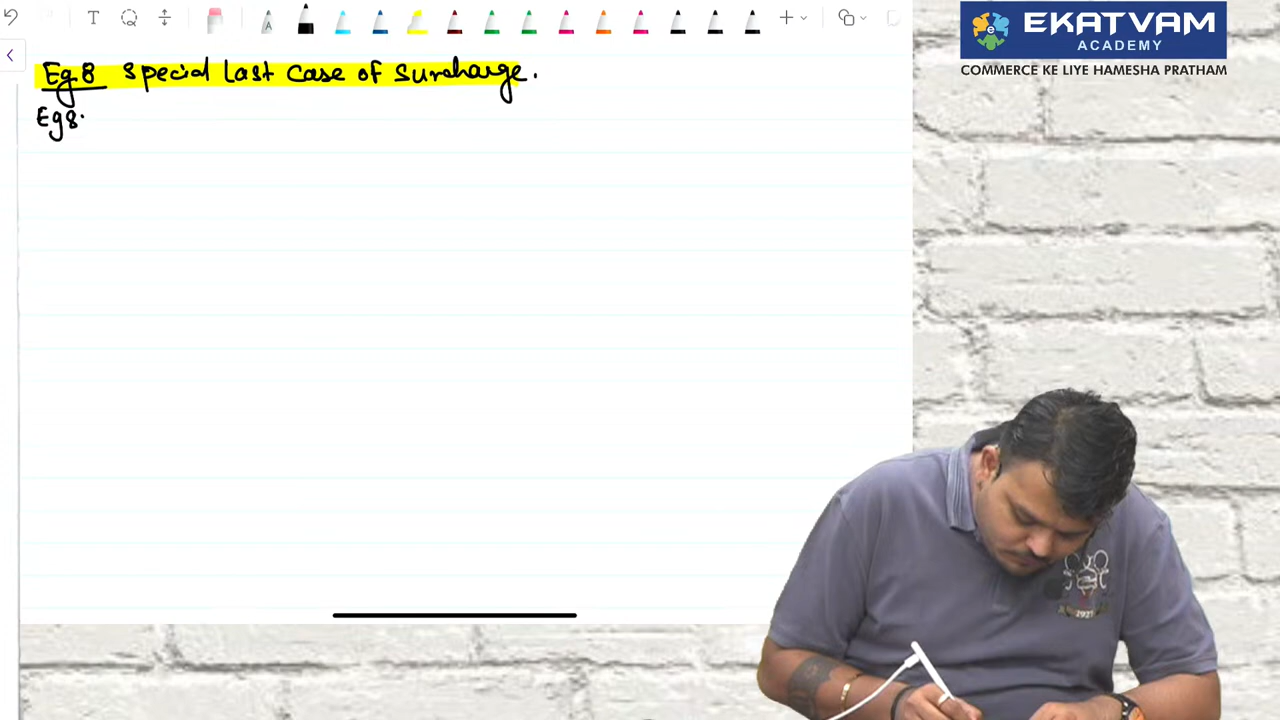 EKATVAM
ACADEMY
COMMERCE KE LIYE HAMESHA PRATHAM
Eg 8 Special Last Case of Surcharge.
Eg 8.